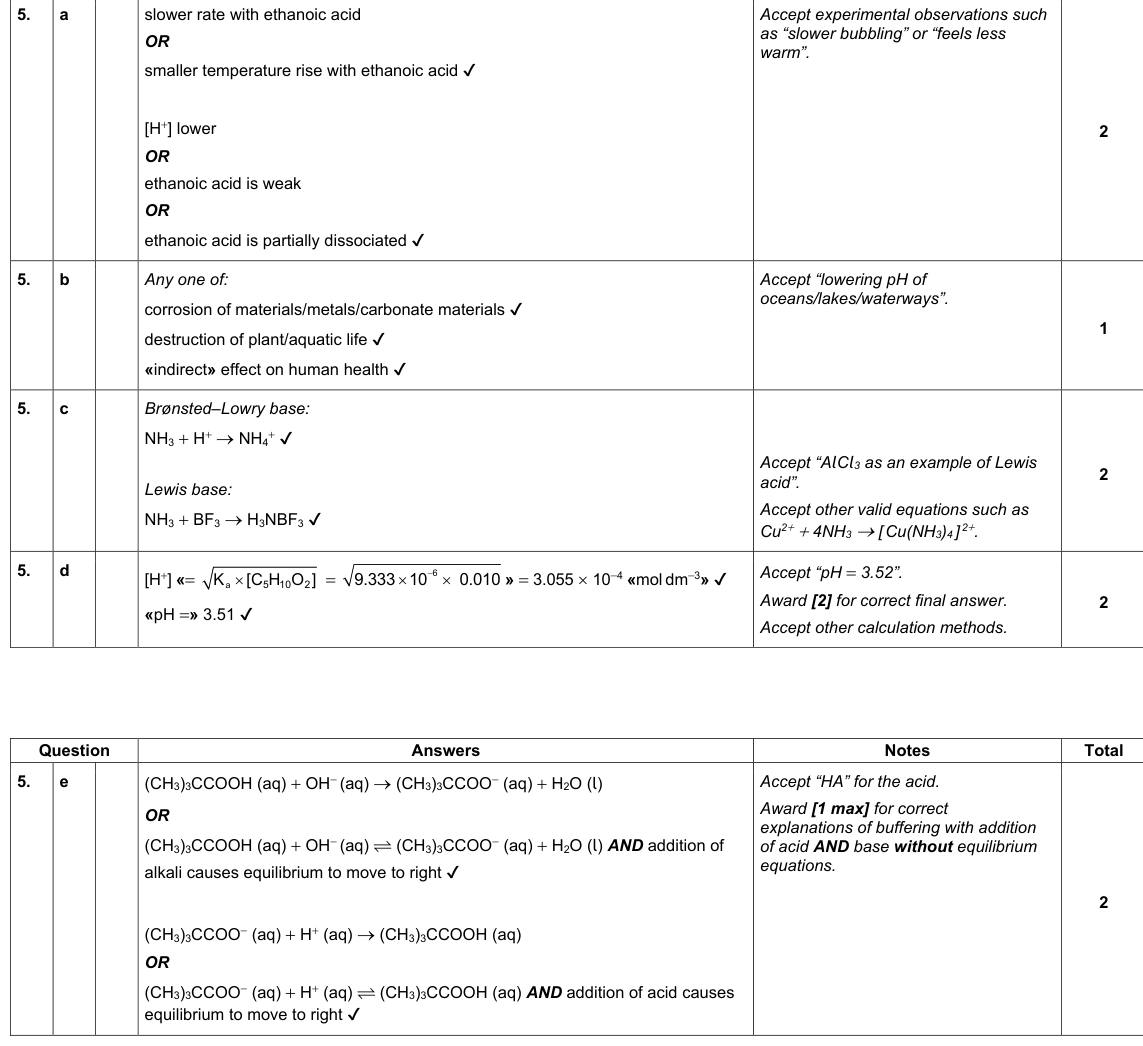 5. a slower rate with ethanoic acid
OR
smaller temperature rise with ethanoic acid ✓
[H⁺] lower
OR
ethanoic acid is weak
OR
ethanoic acid is partially dissociated ✓
Accept experimental observations such
as “slower bubbling” or “feels less
warm”.
2
5. b Any one of:
corrosion of materials/metals/carbonate materials ✓
destruction of plant/aquatic life ✓
«indirect» effect on human health ✓
Accept “lowering pH of
oceans/lakes/waterways”.
1
5. c Brønsted–Lowry base:
NH₃ + H⁺ → NH₄⁺ ✓
Lewis base:
NH₃ + BF₃ → H₃NBF₃ ✓
Accept “AlCl₃ as an example of Lewis
acid”.
Accept other valid equations such as
Cu²⁺ + 4NH₃ → [Cu(NH₃)₄]²⁺.
2
5. d [H⁺] «= √(Kₐ × [C₅H₁₀O₂]) = √(9.333 × 10⁻⁶ × 0.010) » = 3.055 × 10⁻⁴ «mol dm⁻³» ✓
«pH =» 3.51 ✓
Accept “pH = 3.52”.
Award [2] for correct final answer.
Accept other calculation methods.
2
Question Answers Notes Total
5. e (CH₃)₃CCOOH (aq) + OH⁻ (aq) → (CH₃)₃CCOO⁻ (aq) + H₂O (l)
OR
(CH₃)₃CCOOH (aq) + OH⁻ (aq) ⇌ (CH₃)₃CCOO⁻ (aq) + H₂O (l) AND addition of
alkali causes equilibrium to move to right ✓
(CH₃)₃CCOO⁻ (aq) + H⁺ (aq) → (CH₃)₃CCOOH (aq)
OR
(CH₃)₃CCOO⁻ (aq) + H⁺ (aq) ⇌ (CH₃)₃CCOOH (aq) AND addition of acid causes
equilibrium to move to right ✓
Accept “HA” for the acid.
Award [1 max] for correct
explanations of buffering with addition
of acid AND base without equilibrium
equations.
2